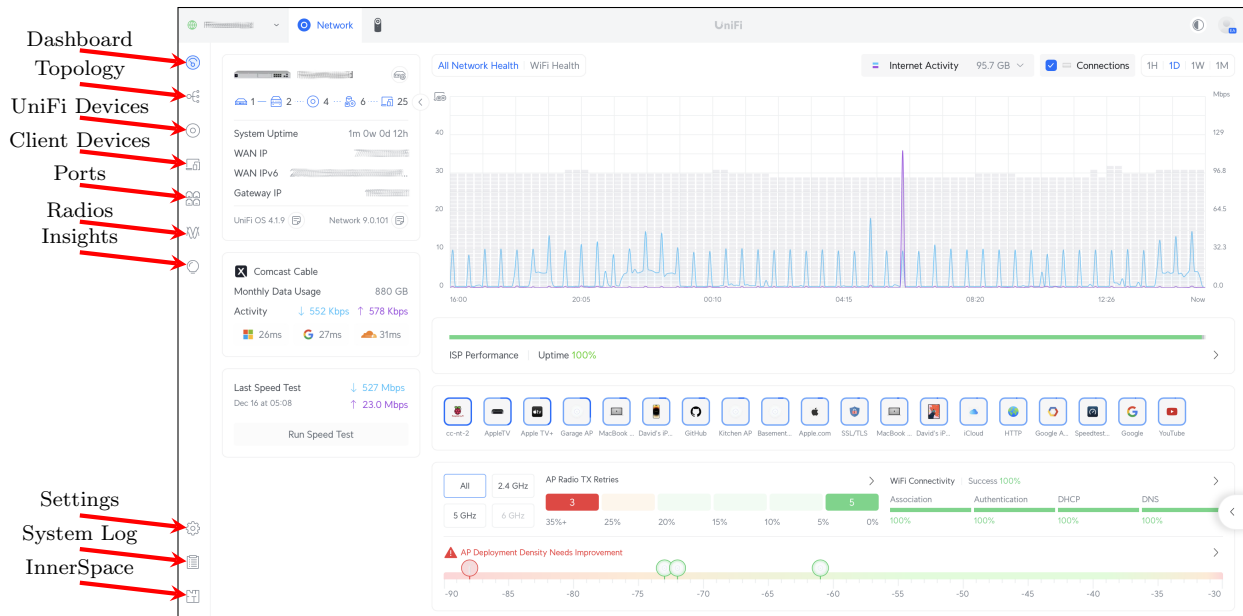 Dashboard
Topology
UniFi Devices
Client Devices
Ports
Radios
Insights
Settings
System Log
InnerSpace
Network
UniFi
1 2 4 6 25
System Uptime 1m 0w 0d 12h
WAN IP
WAN IPv6
Gateway IP
UniFi OS 4.1.9 Network 9.0.101
Comcast Cable
Monthly Data Usage 880 GB
Activity ↓ 552 Kbps ↑ 578 Kbps
26ms 27ms 31ms
Last Speed Test ↓ 527 Mbps
Dec 16 at 05:08 ↑ 23.0 Mbps
Run Speed Test
All Network Health WiFi Health
Internet Activity 95.7 GB Connections 1H 1D 1W 1M
Mbps
40 129
30 96.8
20 64.5
10 32.3
0 0.0
16:00 20:05 00:10 04:15 08:20 12:26 Now
ISP Performance Uptime 100%
cc-nt-2 AppleTV Apple TV+ Garage AP MacBook ... David's iP... GitHub Kitchen AP Basement... Apple.com SSL/TLS MacBook ... David's iP... iCloud HTTP Google A... Speedtest... Google YouTube
All 2.4 GHz
5 GHz 6 GHz
AP Radio TX Retries
3 5
35%+ 25% 20% 15% 10% 5% 0%
WiFi Connectivity Success 100%
Association Authentication DHCP DNS
100% 100% 100% 100%
AP Deployment Density Needs Improvement
-90 -85 -80 -75 -70 -65 -60 -55 -50 -45 -40 -35 -30